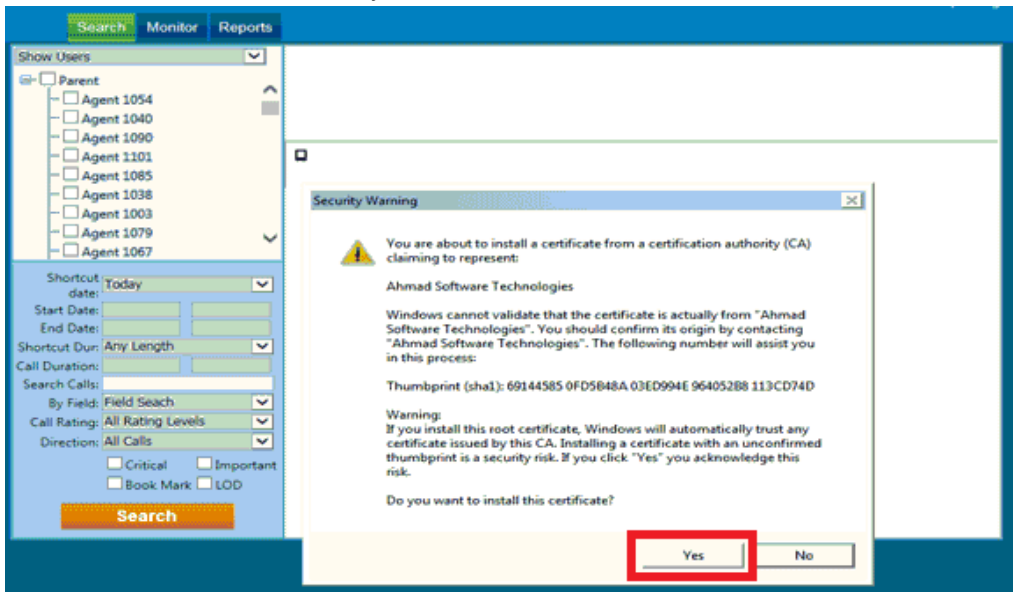 Search Monitor Reports
Show Users
Parent
Agent 1054
Agent 1040
Agent 1090
Agent 1101
Agent 1085
Agent 1038
Agent 1003
Agent 1079
Agent 1067
Shortcut date: Today
Start Date:
End Date:
Shortcut Dur: Any Length
Call Duration:
Search Calls:
By Field: Field Seach
Call Rating: All Rating Levels
Direction: All Calls
Critical Important
Book Mark LOD
Search
Security Warning
You are about to install a certificate from a certification authority (CA)
claiming to represent:
Ahmad Software Technologies
Windows cannot validate that the certificate is actually from "Ahmad
Software Technologies". You should confirm its origin by contacting
"Ahmad Software Technologies". The following number will assist you
in this process:
Thumbprint (sha1): 69144585 0FD5B48A 03ED994E 964052B8 113CD74D
Warning:
If you install this root certificate, Windows will automatically trust any
certificate issued by this CA. Installing a certificate with an unconfirmed
thumbprint is a security risk. If you click "Yes" you acknowledge this
risk.
Do you want to install this certificate?
Yes No